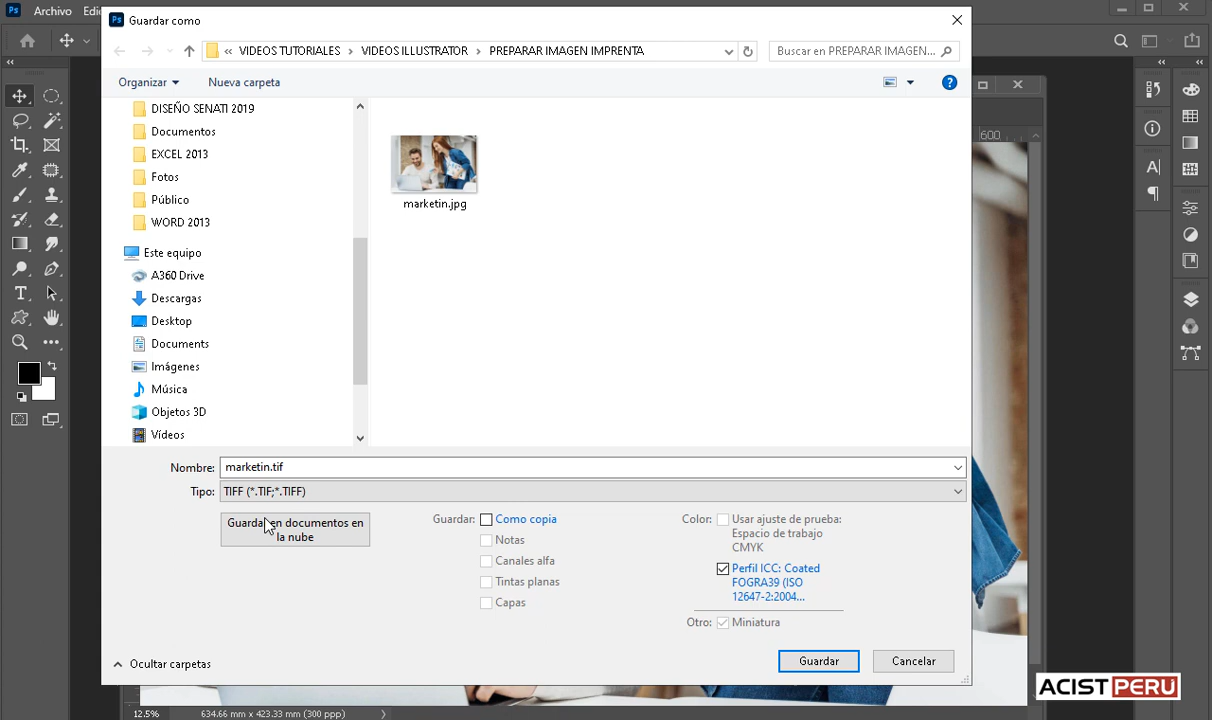 Ps Archivo Edi
Ps Guardar como
« VIDEOS TUTORIALES > VIDEOS ILLUSTRATOR > PREPARAR IMAGEN IMPRENTA
Buscar en PREPARAR IMAGEN...
Organizar
Nueva carpeta
DISEÑO SENATI 2019
Documentos
EXCEL 2013
Fotos
Público
WORD 2013
Este equipo
A360 Drive
Descargas
Desktop
Documents
Imágenes
Música
Objetos 3D
Vídeos
marketin.jpg
600
Nombre: marketin.tif
Tipo: TIFF (*.TIF;*.TIFF)
Guardar en documentos en
la nube
Guardar: Como copia
Notas
Canales alfa
Tintas planas
Capas
Color: Usar ajuste de prueba:
Espacio de trabajo
CMYK
Perfil ICC: Coated
FOGRA39 (ISO
12647-2:2004...
Otro: Miniatura
Ocultar carpetas
Guardar
Cancelar
ACISTPERU
12.5% 634.66 mm x 423.33 mm (300 ppp)